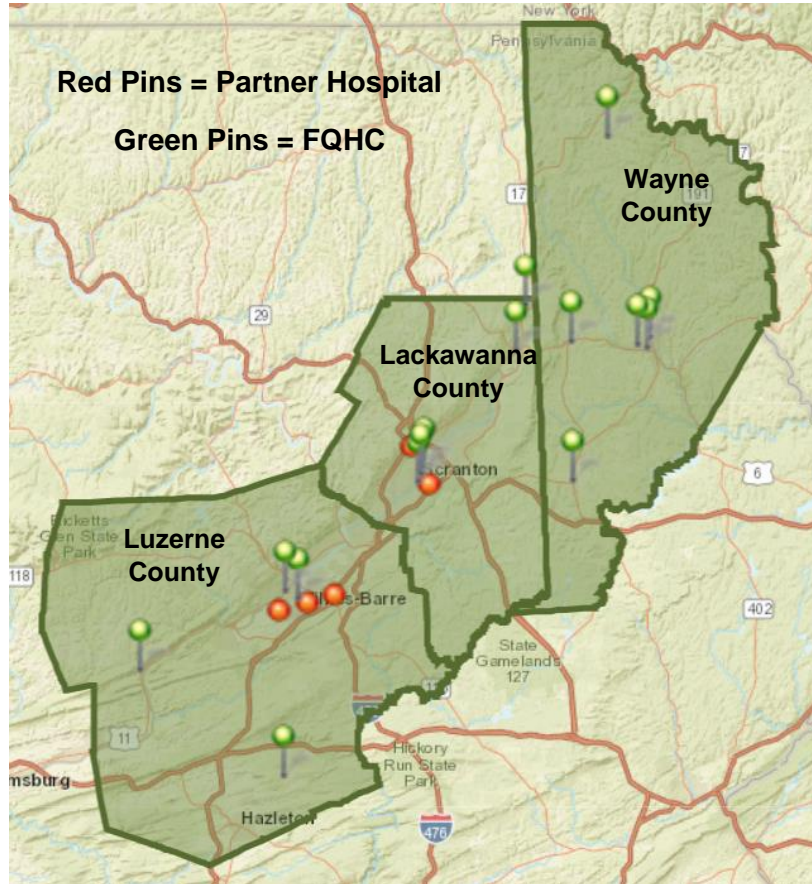 New York
Pennsylvania
Red Pins = Partner Hospital
Green Pins = FQHC
Wayne
County
17
191
29
Lackawanna
County
Scranton
6
Ricketts
Glen State
Park
Luzerne
County
118
Wilkes-Barre
402
State
Gamelands
127
11
Hickory
Run State
Park
msburg
Hazleton
476